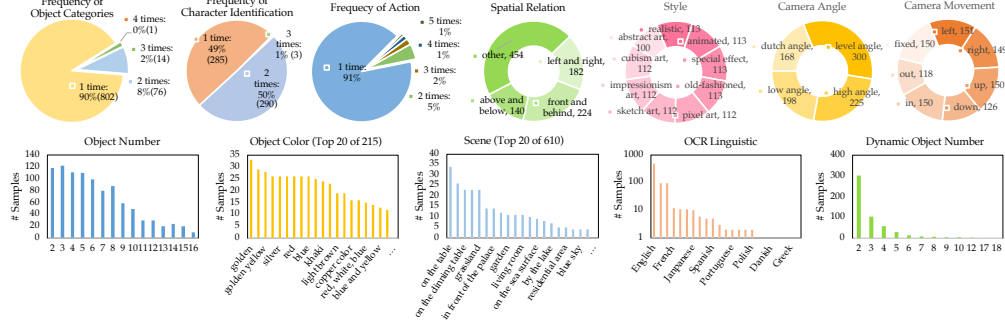 Frequency of
Object Categories
4 times:
0%(1)
3 times:
2%(14)
2 times:
8%(76)
1 time:
90%(802)
Frequency of
Character Identification
1 time:
49%
(285)
3
times:
1% (3)
2
times:
50%
(290)
Frequecy of Action
5 times:
1%
4 times:
1%
3 times:
2%
2 times:
5%
1 time:
91%
Spatial Relation
other, 454
left and right,
182
above and
below, 140
front and
behind, 224
Style
realistic, 113
abstract art,
100
animated, 113
cubism art,
112
special effect,
113
impressionism
art, 112
old-fashioned,
113
sketch art, 112
pixel art, 112
Camera Angle
dutch angle,
168
level angle,
300
low angle,
198
high angle,
225
Camera Movement
left, 151
fixed, 150
right, 149
out, 118
up, 150
in, 150
down, 126
Object Number
# Samples
140
120
100
80
60
40
20
0
2 3 4 5 6 7 8 9 10 11 12 13 14 15 16
Object Color (Top 20 of 215)
# Samples
35
30
25
20
15
10
5
0
golden
golden yellow
silver
red
blue
khaki
light brown
copper color
red, white, blue
blue and yellow
...
Scene (Top 20 of 610)
# Samples
40
35
30
25
20
15
10
5
0
on the table
on the dinning table
grassland
in front of the palace
garden
living room
on the sea surface
by the lake
residential area
blue sky
...
OCR Linguistic
# Samples
1000
100
10
1
English
French
Janpanese
Spanish
Portuguese
Polish
Danish
Greek
Dynamic Object Number
# Samples
400
300
200
100
0
2 3 4 5 6 7 8 9 10 12 17 18